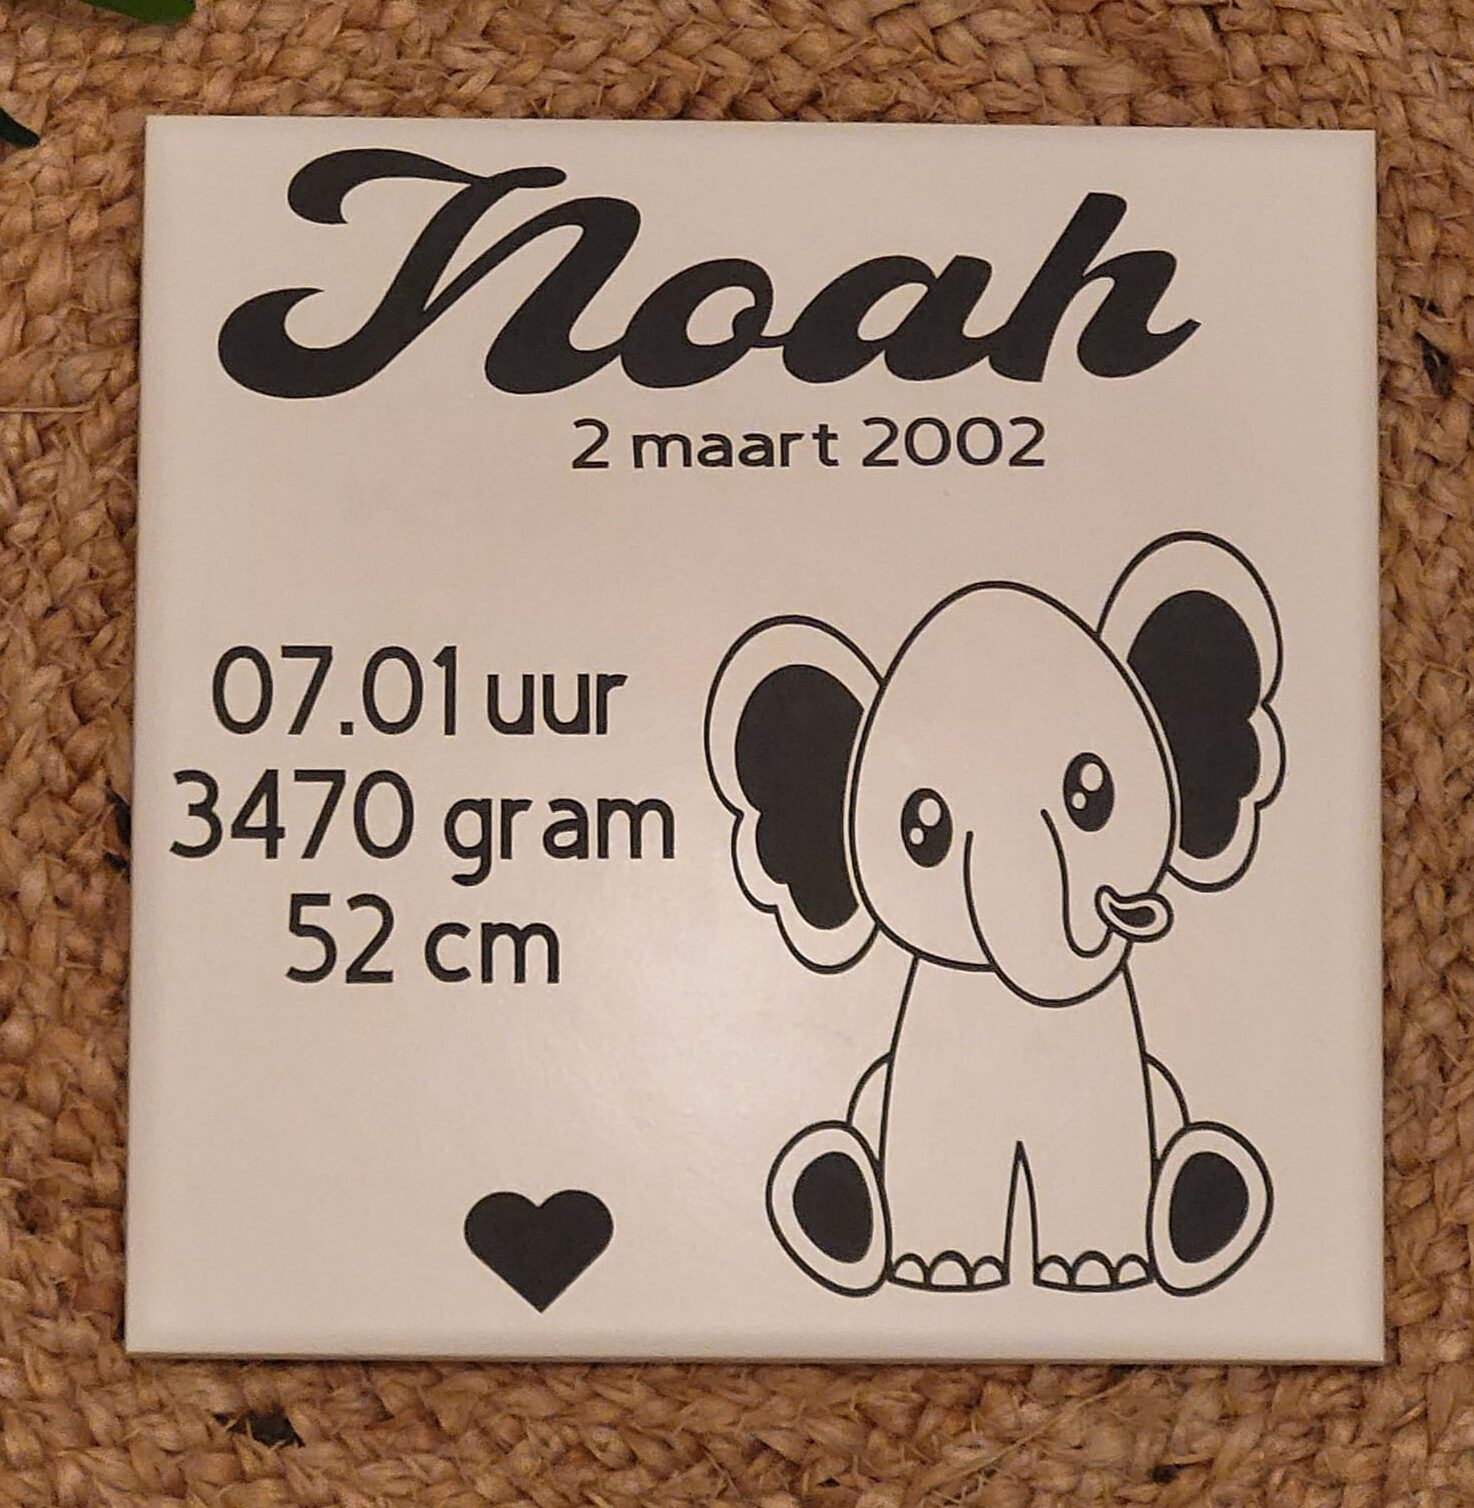 Noah
2 maart 2002
07.01 uur
3470 gram
52 cm